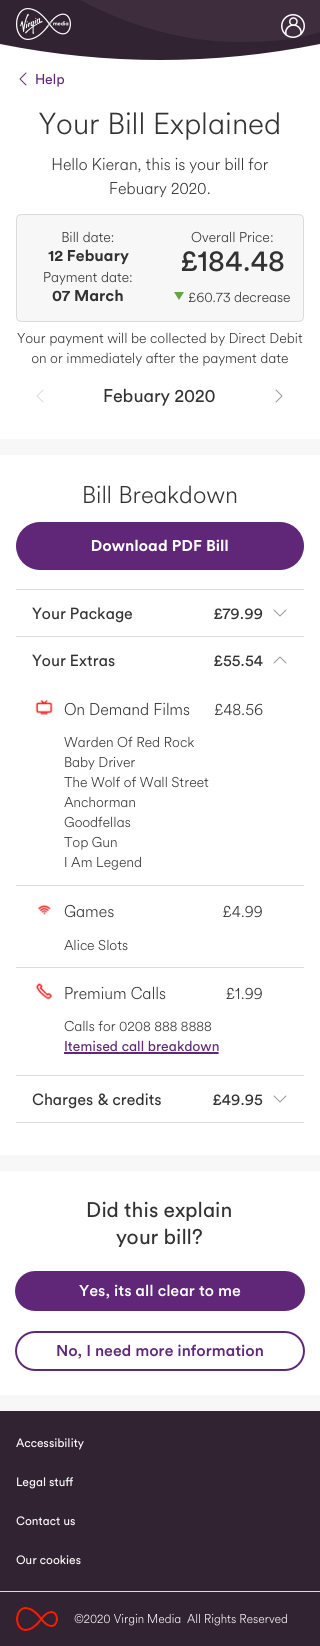 Virgin media
Help
Your Bill Explained
Hello Kieran, this is your bill for
Febuary 2020.
Bill date:
12 Febuary
Payment date:
07 March
Overall Price:
£184.48
£60.73 decrease
Your payment will be collected by Direct Debit
on or immediately after the payment date
Febuary 2020
Bill Breakdown
Download PDF Bill
Your Package £79.99
Your Extras £55.54
On Demand Films £48.56
Warden Of Red Rock
Baby Driver
The Wolf of Wall Street
Anchorman
Goodfellas
Top Gun
I Am Legend
Games £4.99
Alice Slots
Premium Calls £1.99
Calls for 0208 888 8888
Itemised call breakdown
Charges & credits £49.95
Did this explain
your bill?
Yes, its all clear to me
No, I need more information
Accessibility
Legal stuff
Contact us
Our cookies
©2020 Virgin Media All Rights Reserved